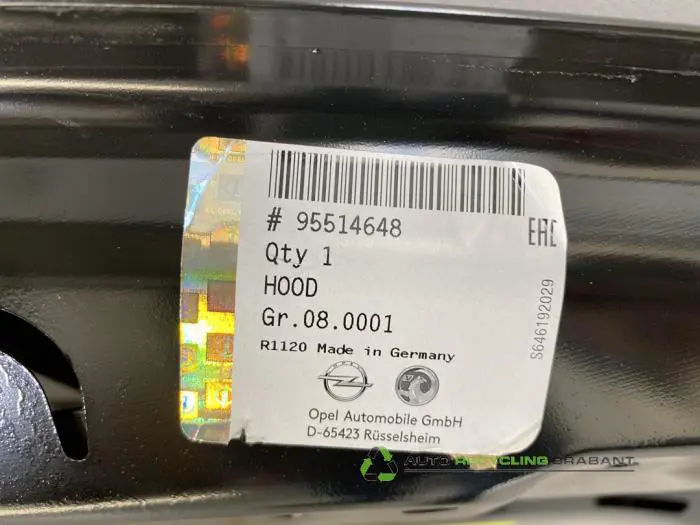 # 95514648
Qty 1
HOOD
Gr.08.0001
R1120 Made in Germany
Opel Automobile GmbH
D-65423 Rüsselsheim
EAC
S646192029
AUTO RECYCLING BRABANT